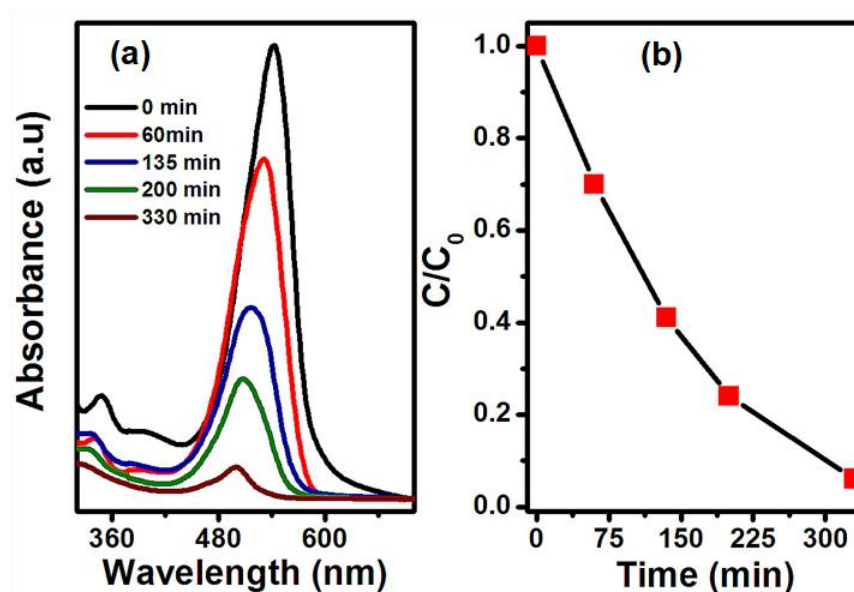 (a)
0 min
60min
135 min
200 min
330 min
Absorbance (a.u)
360 480 600
Wavelength (nm)
(b)
C/C0
1.0
0.8
0.6
0.4
0.2
0.0
0 75 150 225 300
Time (min)